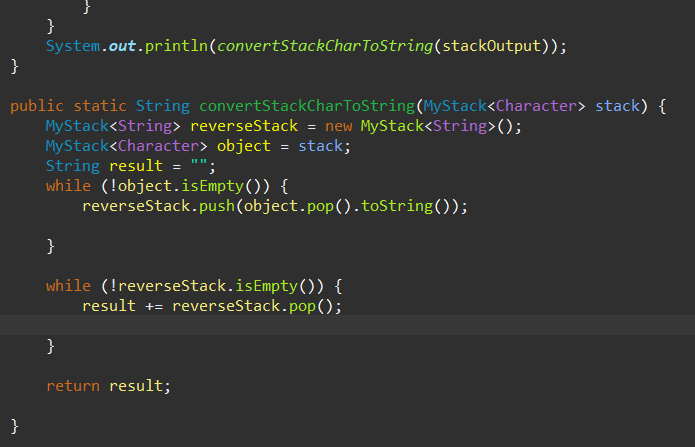 }
}
System.out.println(convertStackCharToString(stackOutput));
}
public static String convertStackCharToString(MyStack<Character> stack) {
MyStack<String> reverseStack = new MyStack<String>();
MyStack<Character> object = stack;
String result = "";
while (!object.isEmpty()) {
reverseStack.push(object.pop().toString());
}
while (!reverseStack.isEmpty()) {
result += reverseStack.pop();
}
return result;
}